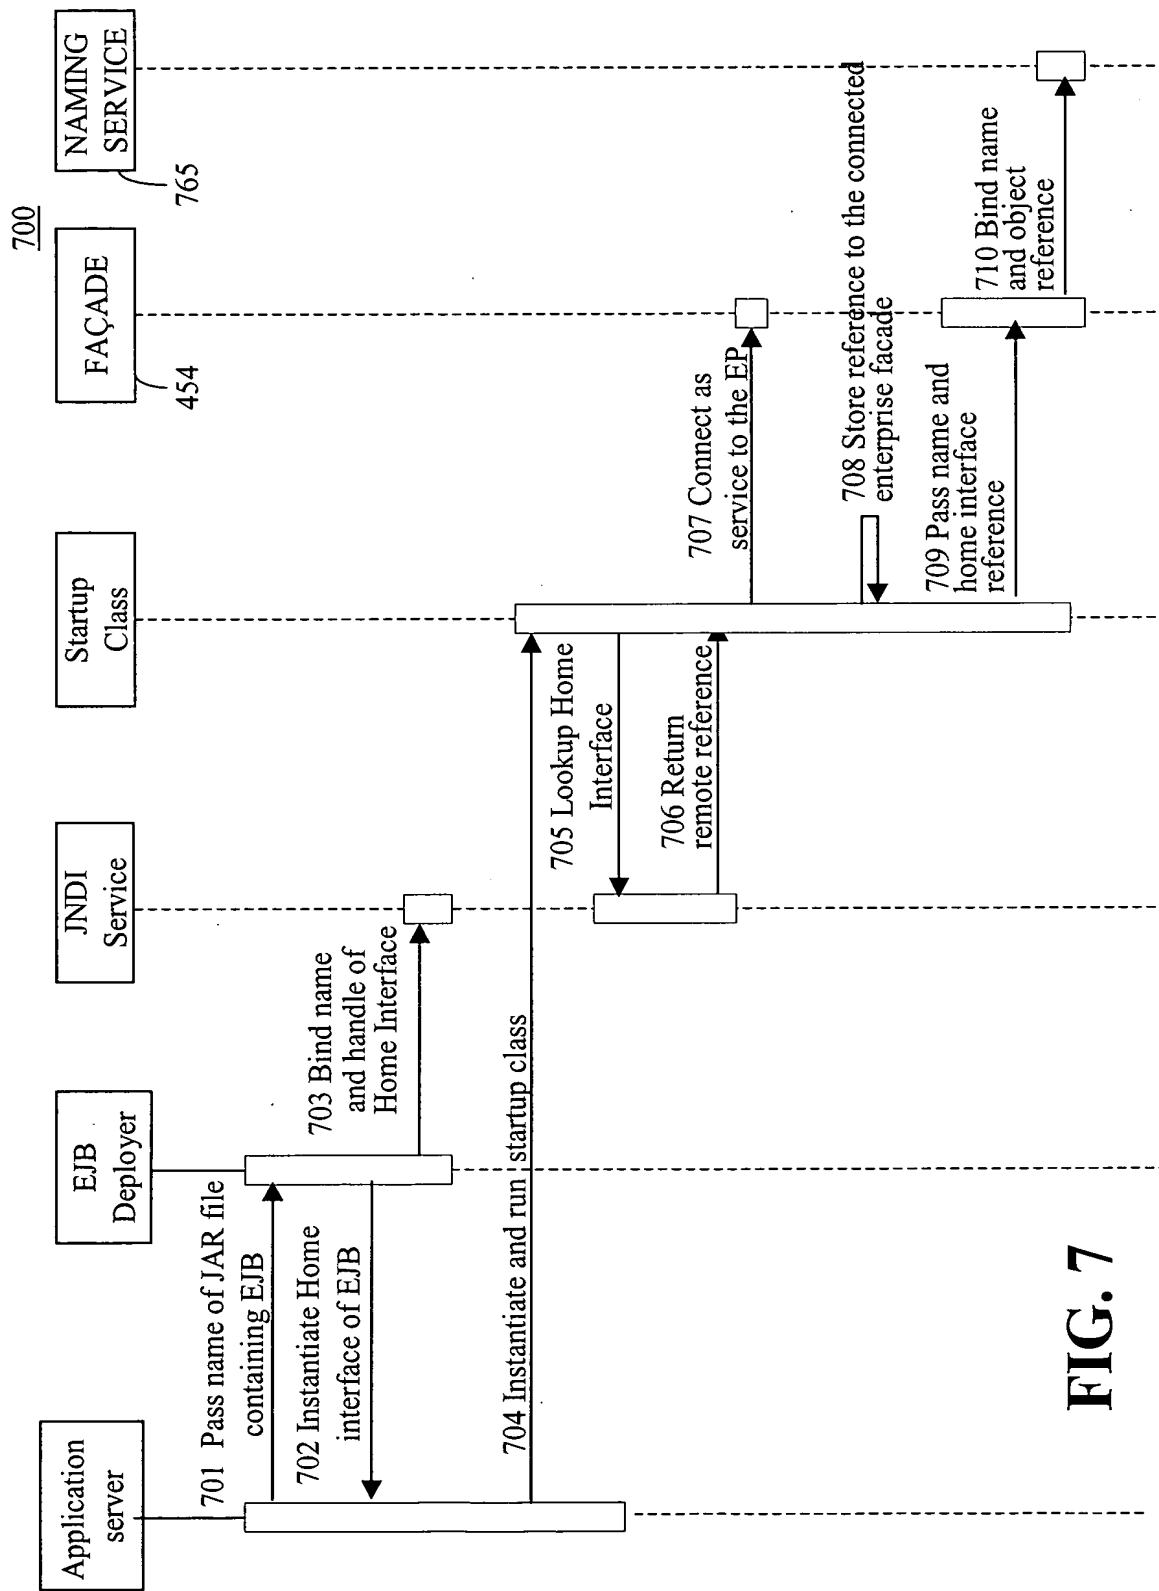 700
Application
server
EJB
Deployer
JNDI
Service
Startup
Class
FAÇADE
454
NAMING
SERVICE
765
701 Pass name of JAR file
containing EJB
702 Instantiate Home
interface of EJB
703 Bind name
and handle of
Home Interface
704 Instantiate and run startup class
705 Lookup Home
Interface
706 Return
remote reference
707 Connect as
service to the EP
708 Store reference to the connected
enterprise facade
709 Pass name and
home interface
reference
710 Bind name
and object
reference
FIG. 7